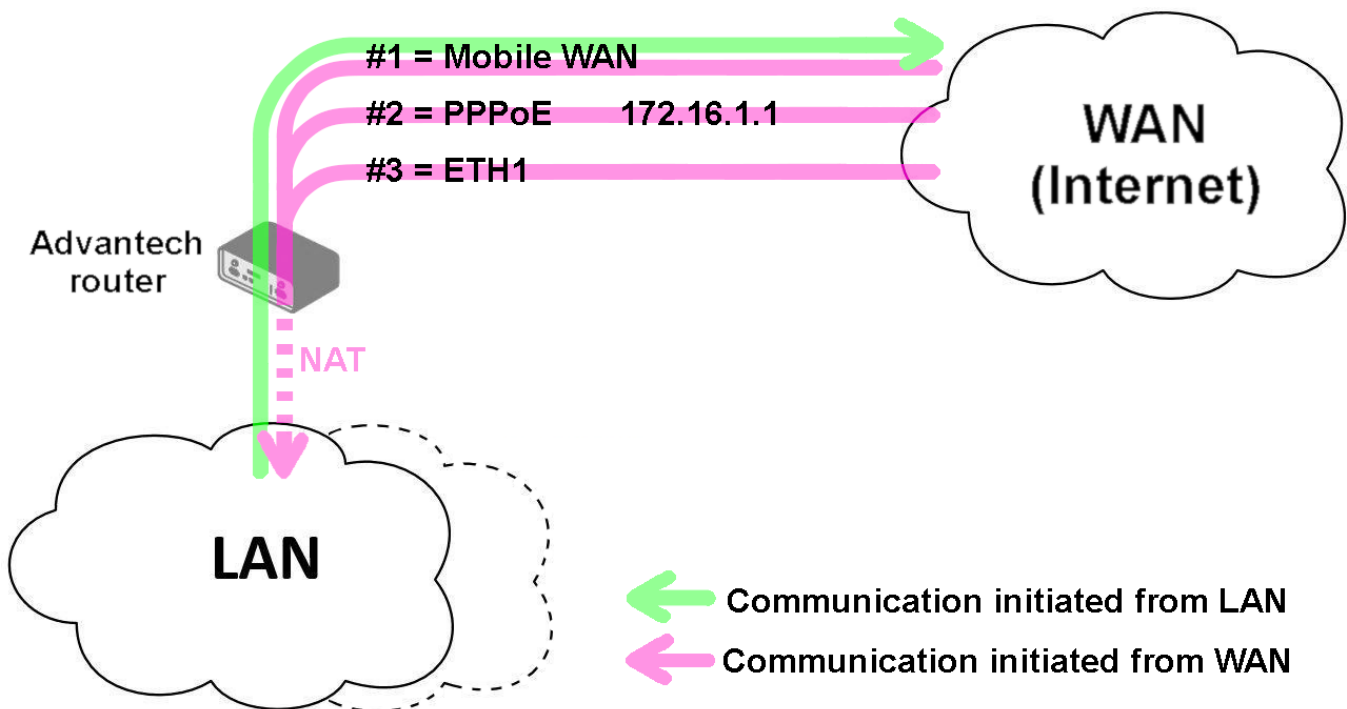 #1 = Mobile WAN
#2 = PPPoE 172.16.1.1
#3 = ETH1
WAN
(Internet)
Advantech
router
NAT
LAN
Communication initiated from LAN
Communication initiated from WAN